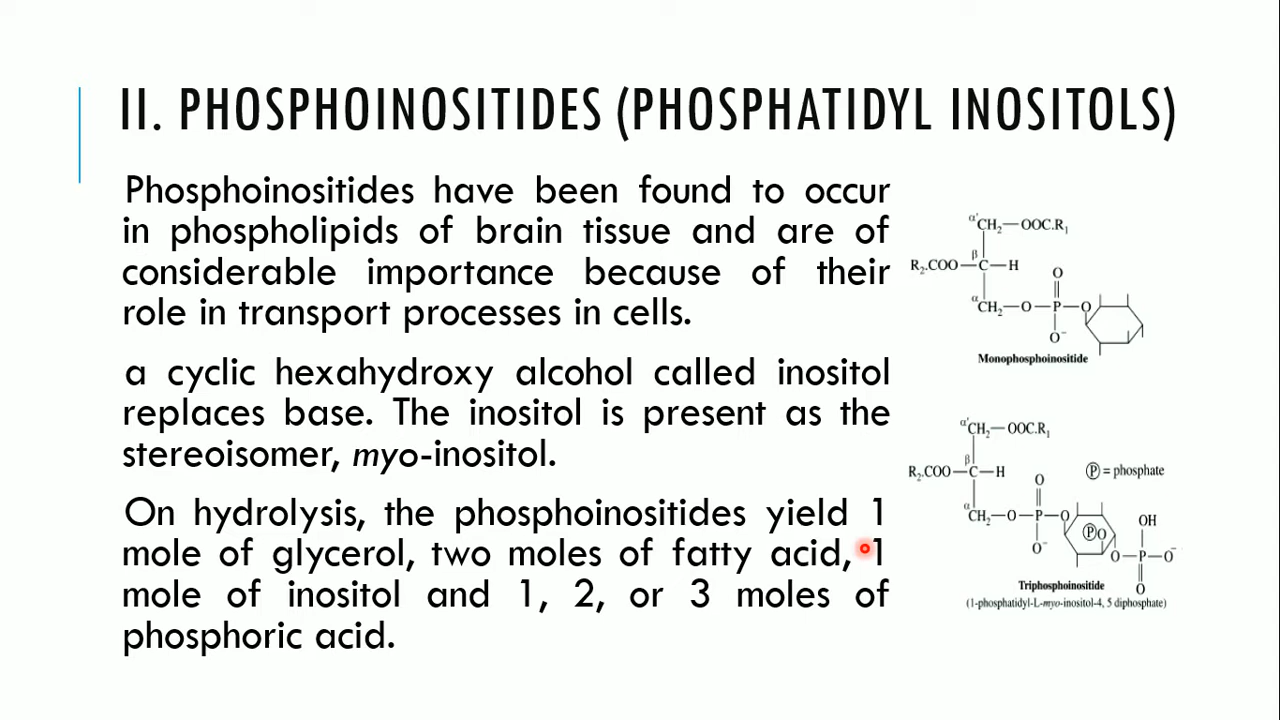 II. PHOSPHOINOSITIDES (PHOSPHATIDYL INOSITOLS)
Phosphoinositides have been found to occur
in phospholipids of brain tissue and are of
considerable importance because of their
role in transport processes in cells.
a cyclic hexahydroxy alcohol called inositol
replaces base. The inositol is present as the
stereoisomer, myo-inositol.
On hydrolysis, the phosphoinositides yield 1
mole of glycerol, two moles of fatty acid, 1
mole of inositol and 1, 2, or 3 moles of
phosphoric acid.
α'CH₂—OOC.R₁
β
R₂.COO—C—H
O
αCH₂—O—P—O
O⁻
Monophosphoinositide
α'CH₂—OOC.R₁
β
R₂.COO—C—H
Ⓟ = phosphate
O
αCH₂—O—P—O
ⓅO
OH
O⁻
O—P—O⁻
O
Triphosphoinositide
(1-phosphatidyl-L-myo-inositol-4, 5 diphosphate)